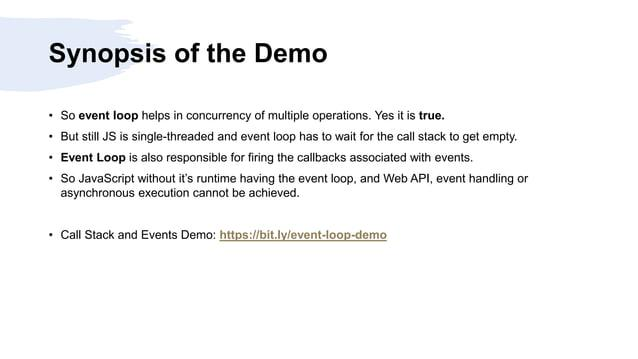 Synopsis of the Demo
• So event loop helps in concurrency of multiple operations. Yes it is true.
• But still JS is single-threaded and event loop has to wait for the call stack to get empty.
• Event Loop is also responsible for firing the callbacks associated with events.
• So JavaScript without it’s runtime having the event loop, and Web API, event handling or
asynchronous execution cannot be achieved.
• Call Stack and Events Demo: https://bit.ly/event-loop-demo